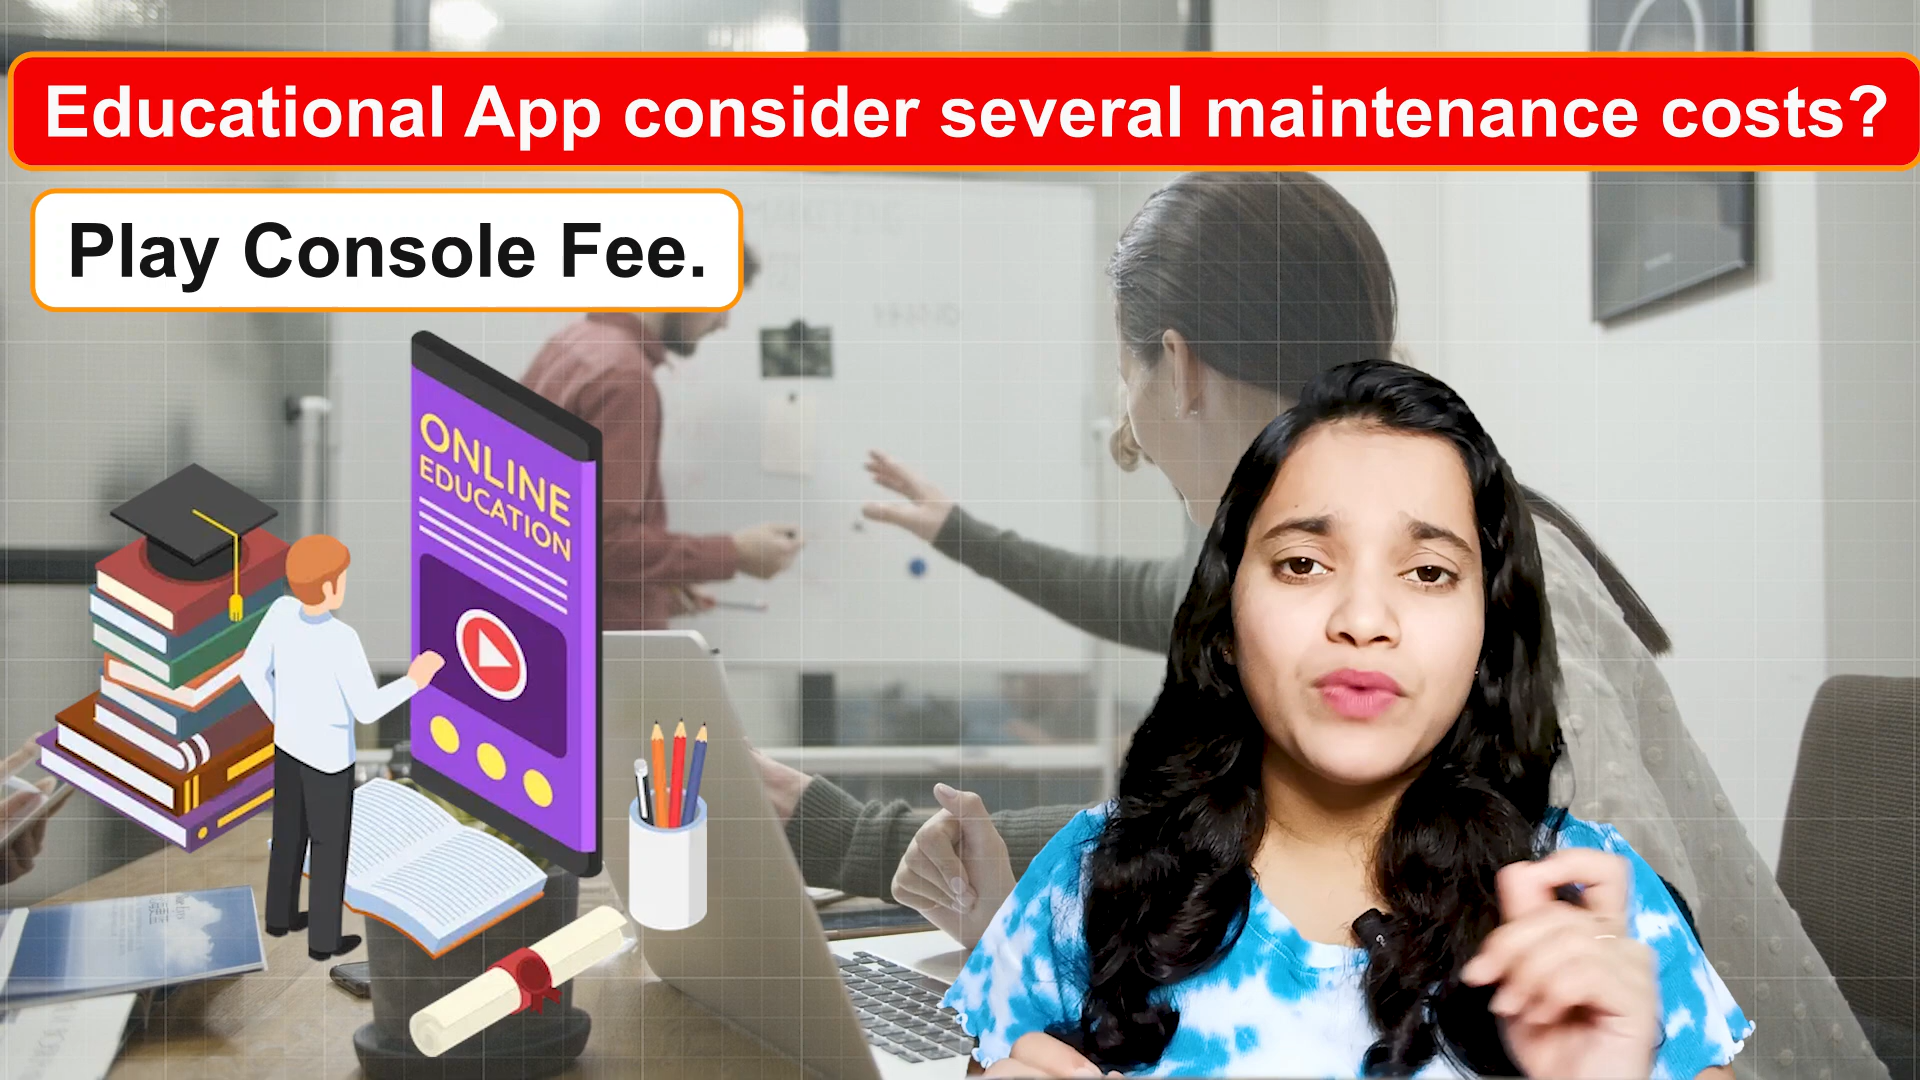 Educational App consider several maintenance costs?
Play Console Fee.
ONLINE
EDUCATION